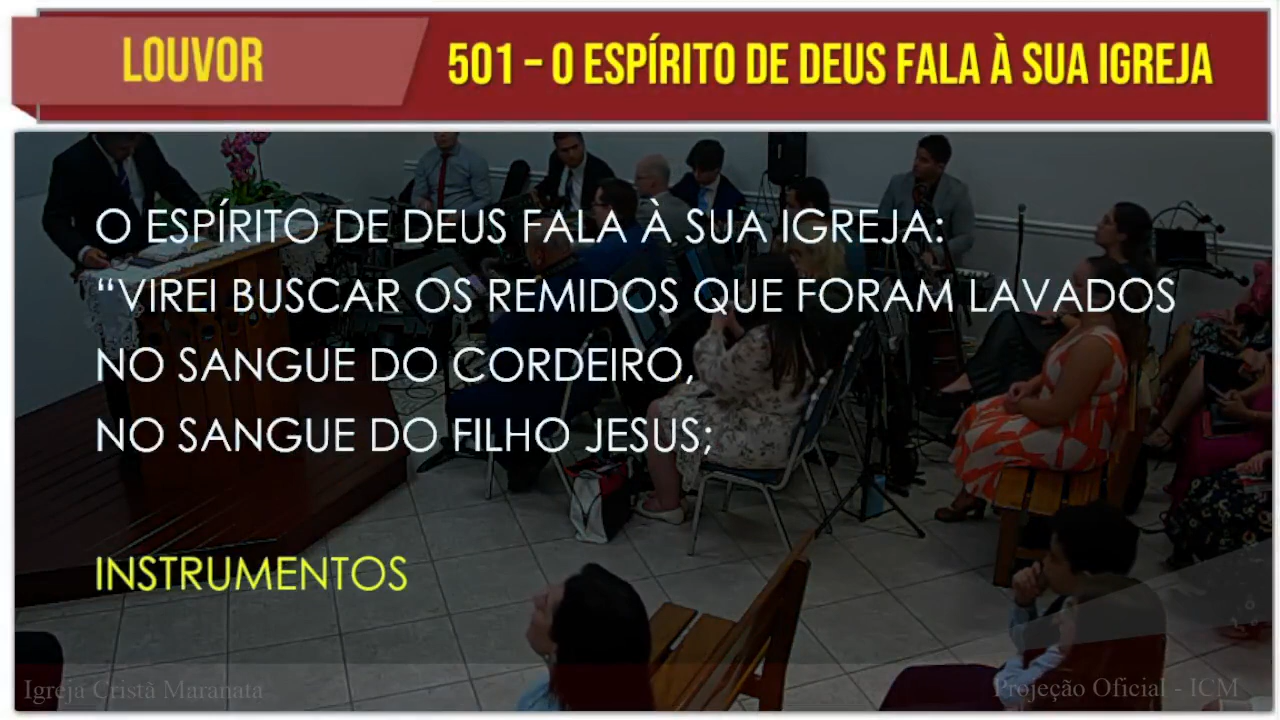 LOUVOR
501 – O ESPÍRITO DE DEUS FALA À SUA IGREJA
O ESPÍRITO DE DEUS FALA À SUA IGREJA:
“VIREI BUSCAR OS REMIDOS QUE FORAM LAVADOS
NO SANGUE DO CORDEIRO,
NO SANGUE DO FILHO JESUS;
INSTRUMENTOS
Igreja Cristã Maranata
Projeção Oficial - ICM